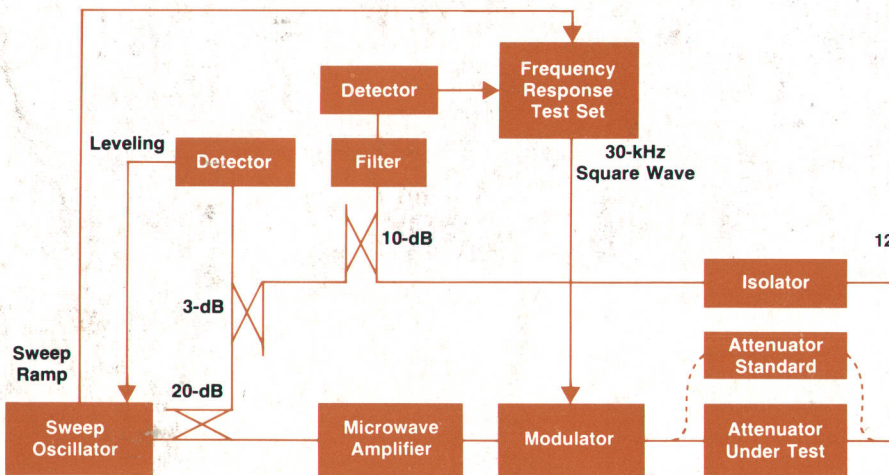 Frequency
Response
Test Set
Detector
Leveling
Detector
Filter
30-kHz
Square Wave
10-dB
12
Isolator
3-dB
Attenuator
Standard
Sweep
Ramp
20-dB
Sweep
Oscillator
Microwave
Amplifier
Modulator
Attenuator
Under Test